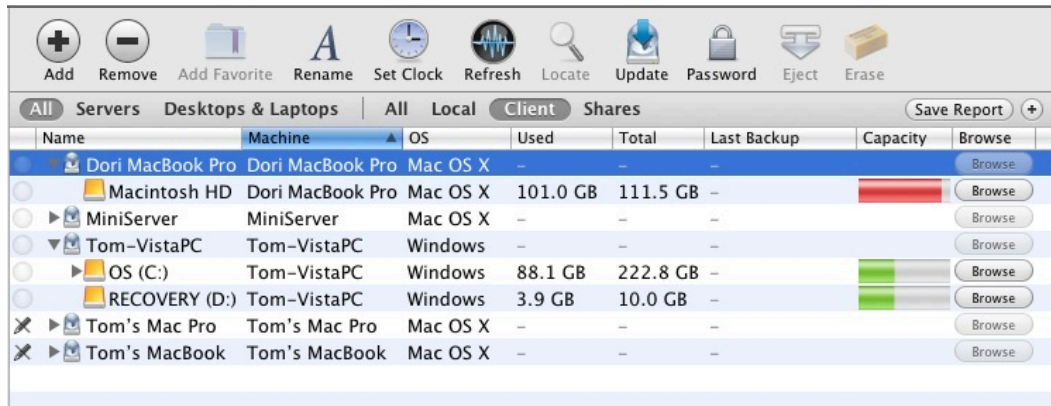 Add Remove Add Favorite Rename Set Clock Refresh Locate Update Password Eject Erase
All Servers Desktops & Laptops All Local Client Shares Save Report
Name Machine OS Used Total Last Backup Capacity Browse
Dori MacBook Pro Dori MacBook Pro Mac OS X – – – Browse
Macintosh HD Dori MacBook Pro Mac OS X 101.0 GB 111.5 GB – Browse
MiniServer MiniServer Mac OS X – – – Browse
Tom-VistaPC Tom-VistaPC Windows – – – Browse
OS (C:) Tom-VistaPC Windows 88.1 GB 222.8 GB – Browse
RECOVERY (D:) Tom-VistaPC Windows 3.9 GB 10.0 GB – Browse
Tom's Mac Pro Tom's Mac Pro Mac OS X – – – Browse
Tom's MacBook Tom's MacBook Mac OS X – – – Browse